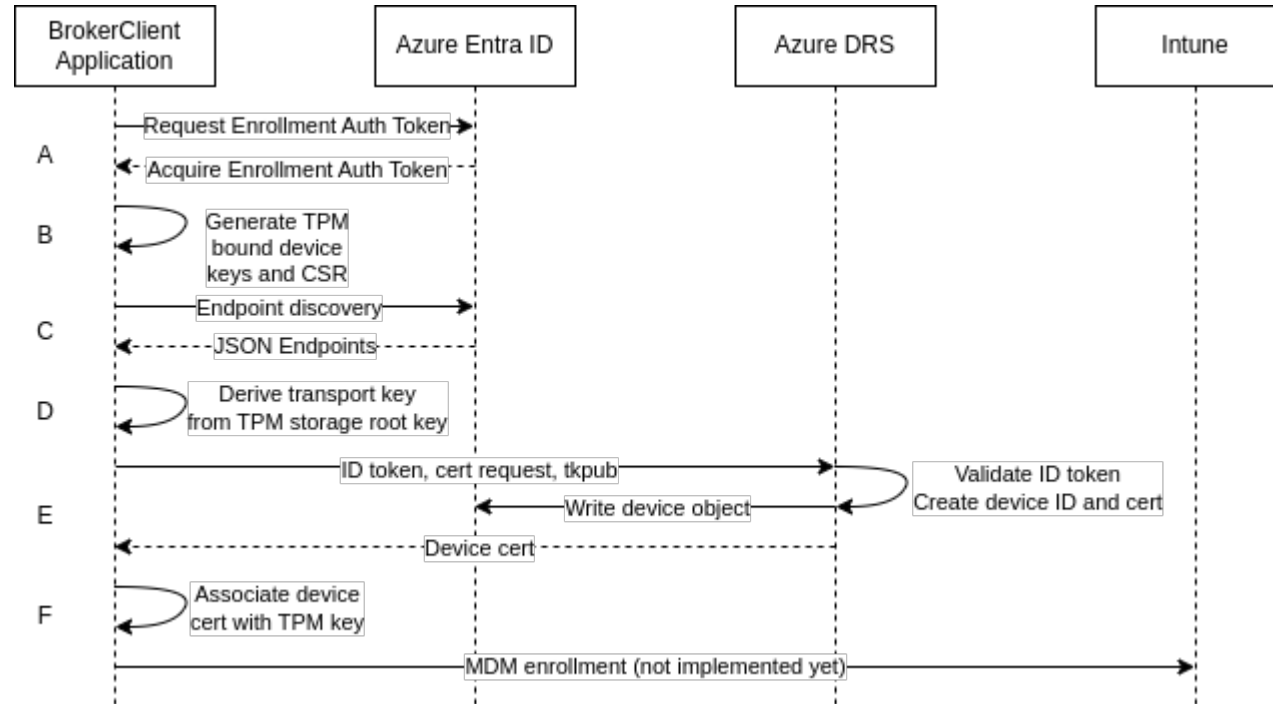 BrokerClient
Application
Azure Entra ID
Azure DRS
Intune
Request Enrollment Auth Token
A
Acquire Enrollment Auth Token
B
Generate TPM
bound device
keys and CSR
Endpoint discovery
C
JSON Endpoints
D
Derive transport key
from TPM storage root key
ID token, cert request, tkpub
Validate ID token
Create device ID and cert
Write device object
E
Device cert
F
Associate device
cert with TPM key
MDM enrollment (not implemented yet)